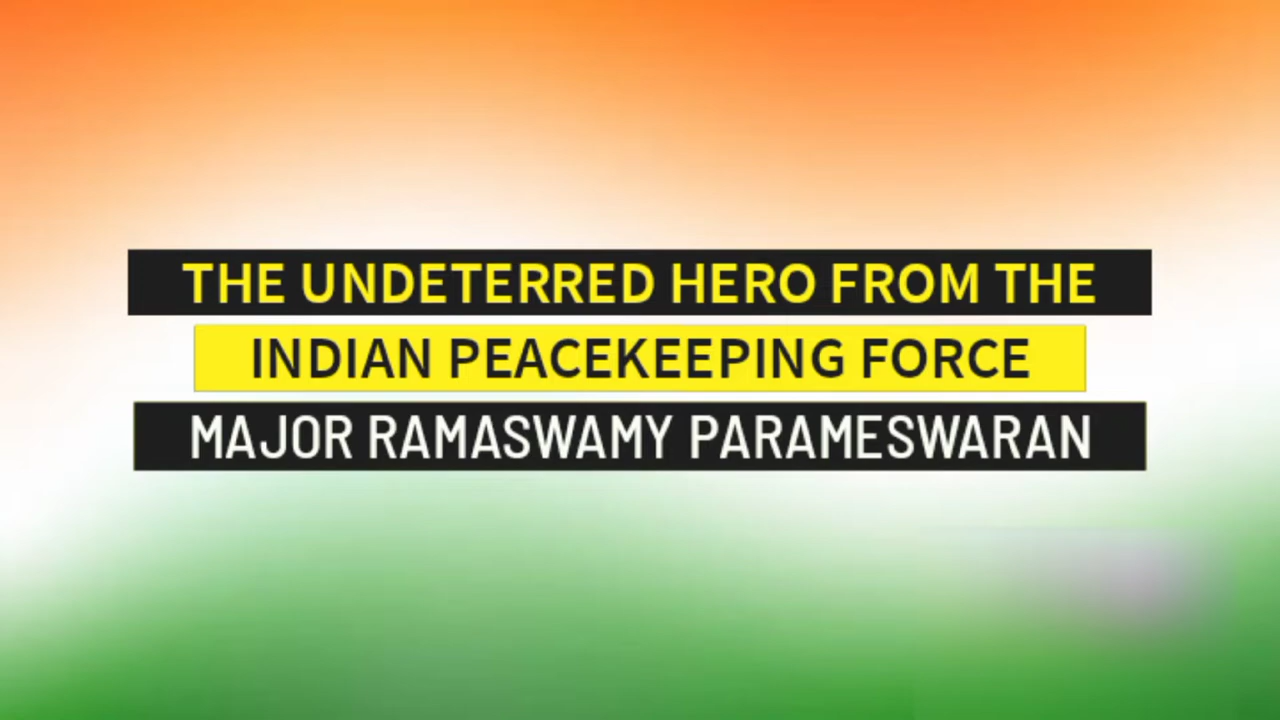 THE UNDETERRED HERO FROM THE
INDIAN PEACEKEEPING FORCE
MAJOR RAMASWAMY PARAMESWARAN